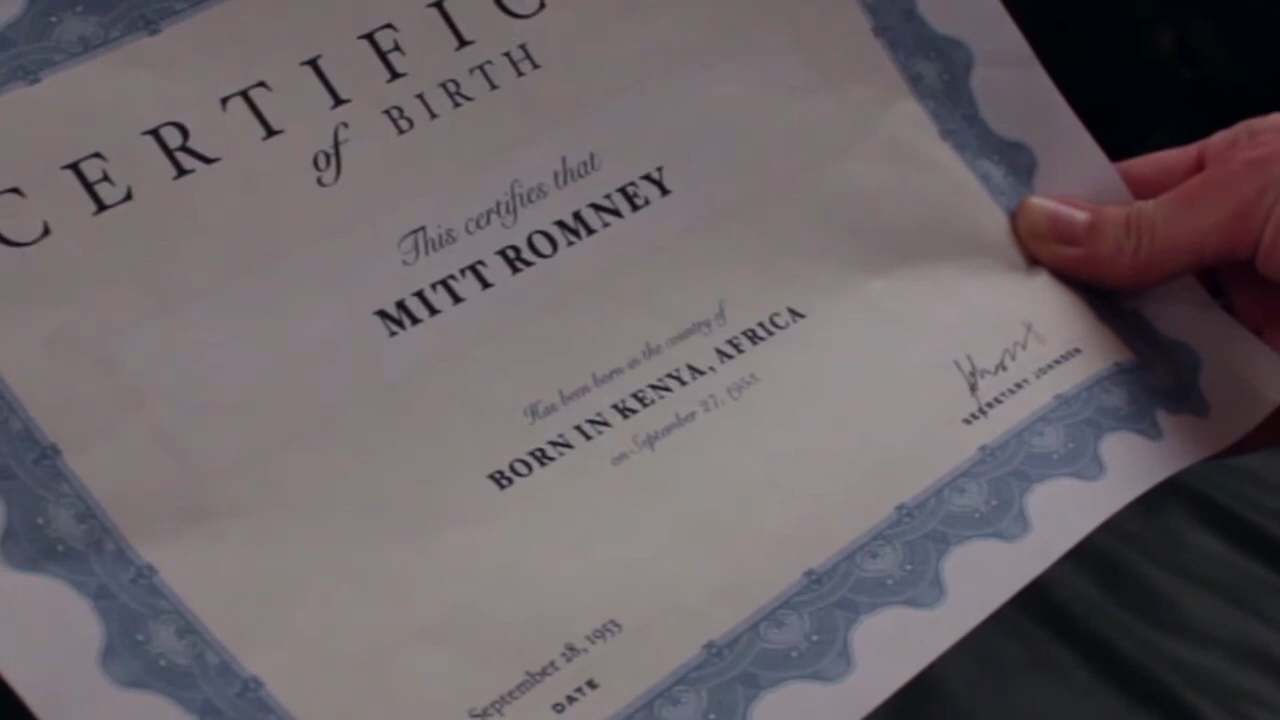 CERTIFIC
of BIRTH
This certifies that
MITT ROMNEY
Has been born in the country of
BORN IN KENYA, AFRICA
on September 27, 1953
SECRETARY JOHNSON
September 28, 1953
DATE